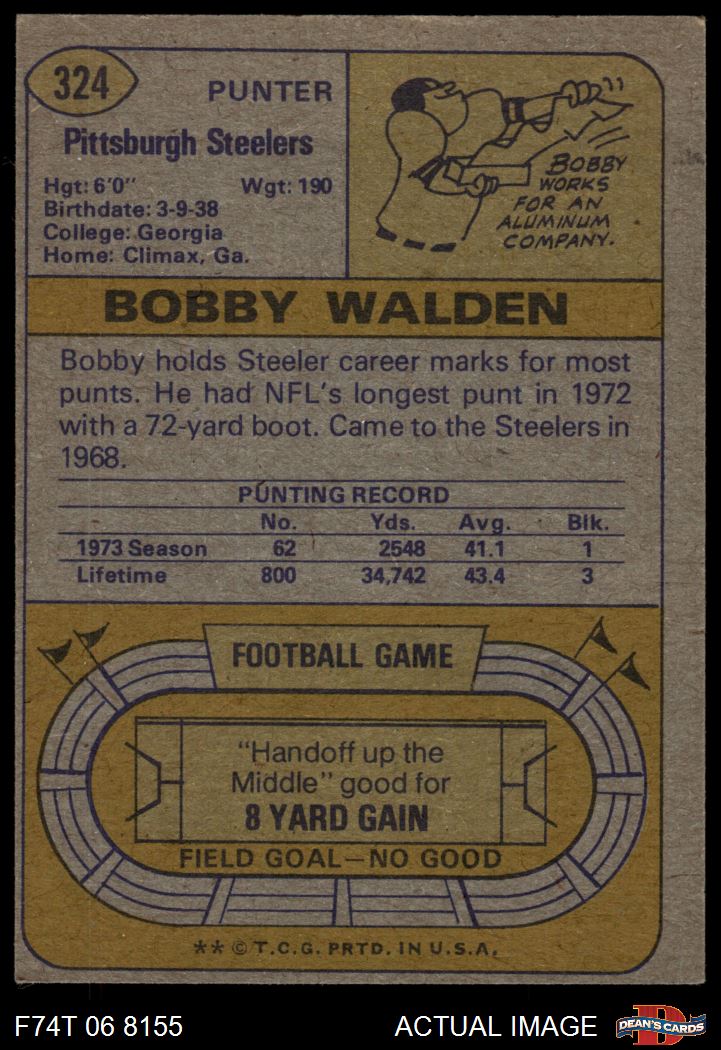 324
PUNTER
Pittsburgh Steelers
Hgt: 6'0" Wgt: 190
Birthdate: 3-9-38
College: Georgia
Home: Climax, Ga.
BOBBY
WORKS
FOR AN
ALUMINUM
COMPANY.
BOBBY WALDEN
Bobby holds Steeler career marks for most
punts. He had NFL's longest punt in 1972
with a 72-yard boot. Came to the Steelers in
1968.
PUNTING RECORD
No. Yds. Avg. Blk.
1973 Season 62 2548 41.1 1
Lifetime 800 34,742 43.4 3
FOOTBALL GAME
"Handoff up the
Middle" good for
8 YARD GAIN
FIELD GOAL—NO GOOD
** © T.C.G. PRTD. IN U.S.A.
F74T 06 8155 ACTUAL IMAGE
D
DEAN'S CARDS